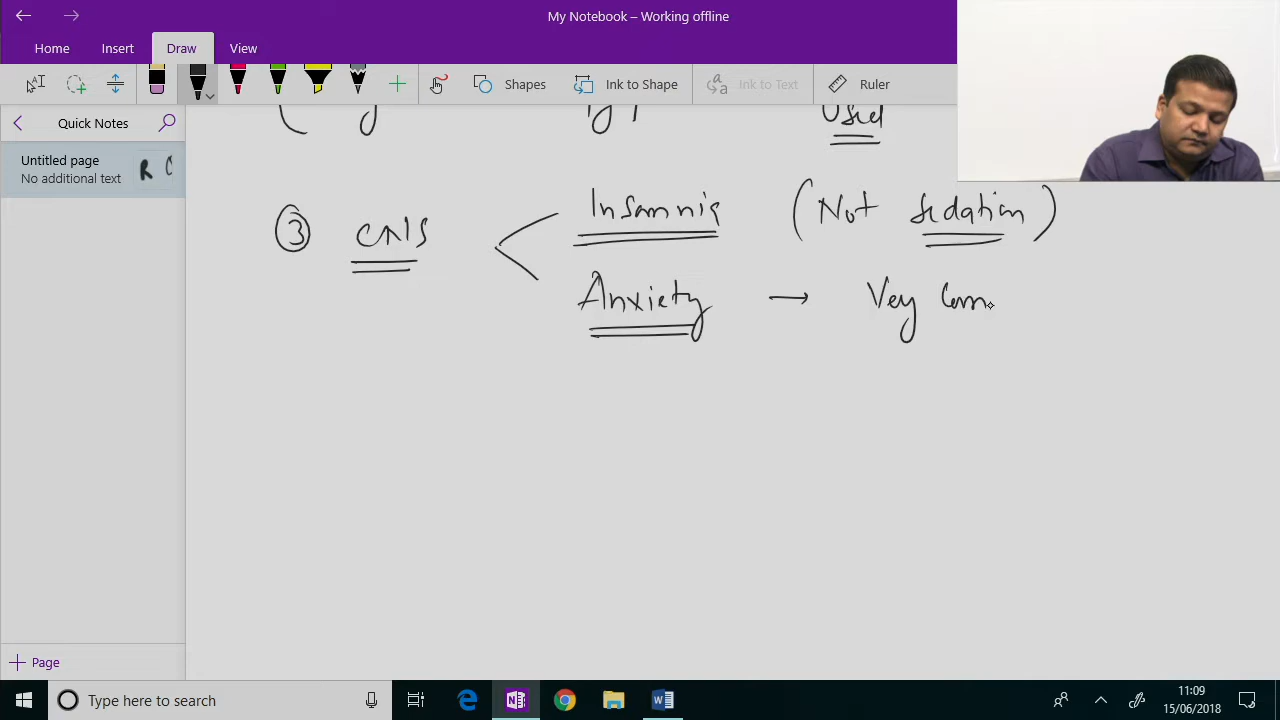 My Notebook – Working offline
Home Insert Draw View
Shapes Ink to Shape Ink to Text Ruler
Quick Notes
Untitled page
No additional text
Used
3 CNS
Insomnia (Not sedation)
Anxiety → Vey Com
+ Page
Type here to search
11:09
15/06/2018